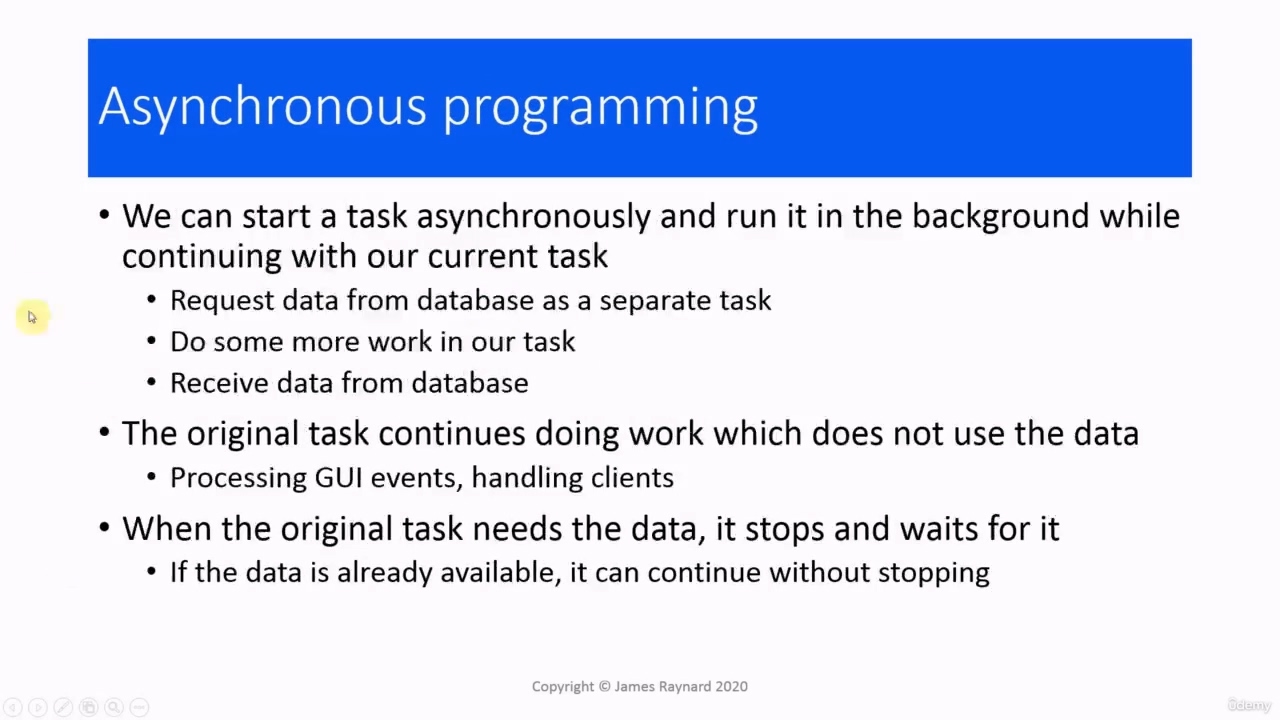 Asynchronous programming
• We can start a task asynchronously and run it in the background while
continuing with our current task
• Request data from database as a separate task
• Do some more work in our task
• Receive data from database
• The original task continues doing work which does not use the data
• Processing GUI events, handling clients
• When the original task needs the data, it stops and waits for it
• If the data is already available, it can continue without stopping
Copyright © James Raynard 2020
ûdemy